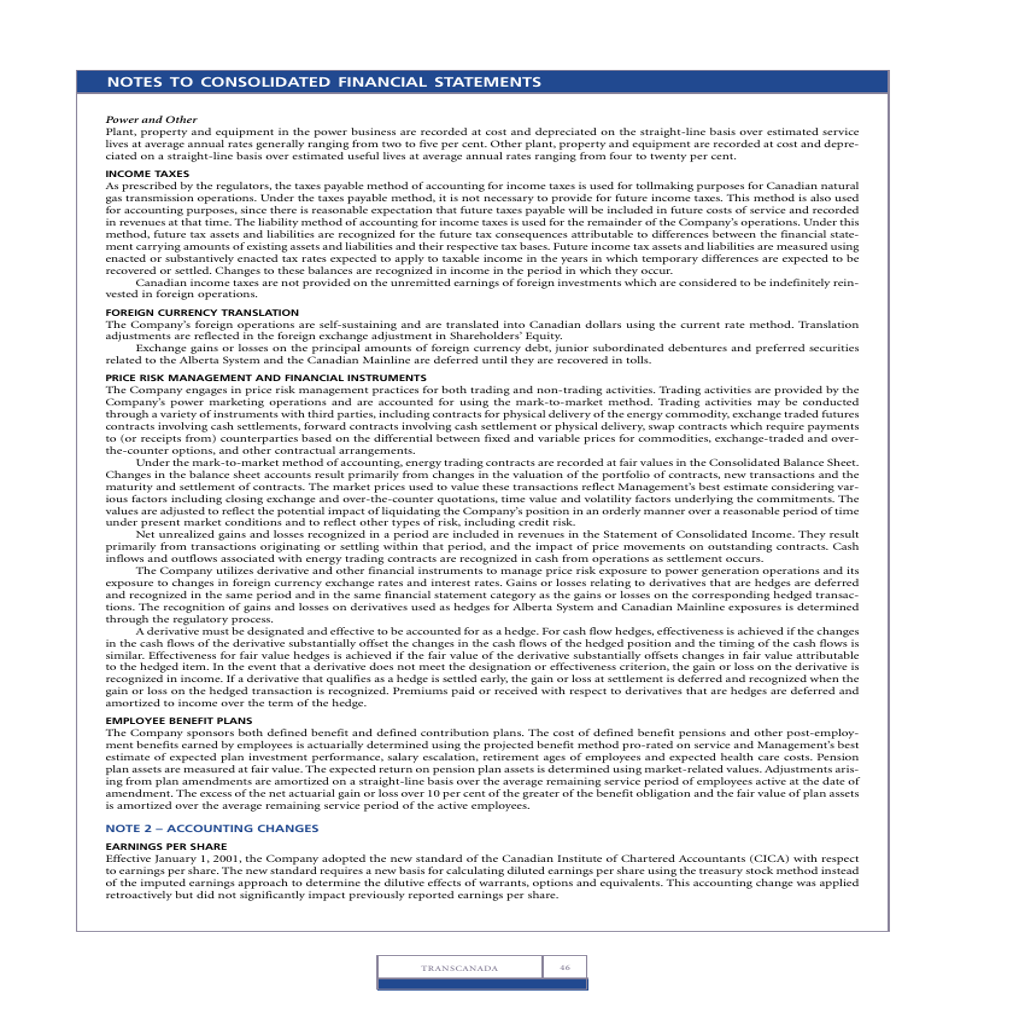 NOTES TO CONSOLIDATED FINANCIAL STATEMENTS
Power and Other
Plant, property and equipment in the power business are recorded at cost and depreciated on the straight-line basis over estimated service
lives at average annual rates generally ranging from two to five per cent. Other plant, property and equipment are recorded at cost and depre-
ciated on a straight-line basis over estimated useful lives at average annual rates ranging from four to twenty per cent.
INCOME TAXES
As prescribed by the regulators, the taxes payable method of accounting for income taxes is used for tollmaking purposes for Canadian natural
gas transmission operations. Under the taxes payable method, it is not necessary to provide for future income taxes. This method is also used
for accounting purposes, since there is reasonable expectation that future taxes payable will be included in future costs of service and recorded
in revenues at that time. The liability method of accounting for income taxes is used for the remainder of the Company's operations. Under this
method, future tax assets and liabilities are recognized for the future tax consequences attributable to differences between the financial state-
ment carrying amounts of existing assets and liabilities and their respective tax bases. Future income tax assets and liabilities are measured using
enacted or substantively enacted tax rates expected to apply to taxable income in the years in which temporary differences are expected to be
recovered or settled. Changes to these balances are recognized in income in the period in which they occur.
Canadian income taxes are not provided on the unremitted earnings of foreign investments which are considered to be indefinitely rein-
vested in foreign operations.
FOREIGN CURRENCY TRANSLATION
The Company's foreign operations are self-sustaining and are translated into Canadian dollars using the current rate method. Translation
adjustments are reflected in the foreign exchange adjustment in Shareholders' Equity.
Exchange gains or losses on the principal amounts of foreign currency debt, junior subordinated debentures and preferred securities
related to the Alberta System and the Canadian Mainline are deferred until they are recovered in tolls.
PRICE RISK MANAGEMENT AND FINANCIAL INSTRUMENTS
The Company engages in price risk management practices for both trading and non-trading activities. Trading activities are provided by the
Company's power marketing operations and are accounted for using the mark-to-market method. Trading activities may be conducted
through a variety of instruments with third parties, including contracts for physical delivery of the energy commodity, exchange traded futures
contracts involving cash settlements, forward contracts involving cash settlement or physical delivery, swap contracts which require payments
to (or receipts from) counterparties based on the differential between fixed and variable prices for commodities, exchange-traded and over-
the-counter options, and other contractual arrangements.
Under the mark-to-market method of accounting, energy trading contracts are recorded at fair values in the Consolidated Balance Sheet.
Changes in the balance sheet accounts result primarily from changes in the valuation of the portfolio of contracts, new transactions and the
maturity and settlement of contracts. The market prices used to value these transactions reflect Management's best estimate considering var-
ious factors including closing exchange and over-the-counter quotations, time value and volatility factors underlying the commitments. The
values are adjusted to reflect the potential impact of liquidating the Company's position in an orderly manner over a reasonable period of time
under present market conditions and to reflect other types of risk, including credit risk.
Net unrealized gains and losses recognized in a period are included in revenues in the Statement of Consolidated Income. They result
primarily from transactions originating or settling within that period, and the impact of price movements on outstanding contracts. Cash
inflows and outflows associated with energy trading contracts are recognized in cash from operations as settlement occurs.
The Company utilizes derivative and other financial instruments to manage price risk exposure to power generation operations and its
exposure to changes in foreign currency exchange rates and interest rates. Gains or losses relating to derivatives that are hedges are deferred
and recognized in the same period and in the same financial statement category as the gains or losses on the corresponding hedged transac-
tions. The recognition of gains and losses on derivatives used as hedges for Alberta System and Canadian Mainline exposures is determined
through the regulatory process.
A derivative must be designated and effective to be accounted for as a hedge. For cash flow hedges, effectiveness is achieved if the changes
in the cash flows of the derivative substantially offset the changes in the cash flows of the hedged position and the timing of the cash flows is
similar. Effectiveness for fair value hedges is achieved if the fair value of the derivative substantially offsets changes in fair value attributable
to the hedged item. In the event that a derivative does not meet the designation or effectiveness criterion, the gain or loss on the derivative is
recognized in income. If a derivative that qualifies as a hedge is settled early, the gain or loss at settlement is deferred and recognized when the
gain or loss on the hedged transaction is recognized. Premiums paid or received with respect to derivatives that are hedges are deferred and
amortized to income over the term of the hedge.
EMPLOYEE BENEFIT PLANS
The Company sponsors both defined benefit and defined contribution plans. The cost of defined benefit pensions and other post-employ-
ment benefits earned by employees is actuarially determined using the projected benefit method pro-rated on service and Management's best
estimate of expected plan investment performance, salary escalation, retirement ages of employees and expected health care costs. Pension
plan assets are measured at fair value. The expected return on pension plan assets is determined using market-related values. Adjustments aris-
ing from plan amendments are amortized on a straight-line basis over the average remaining service period of employees active at the date of
amendment. The excess of the net actuarial gain or loss over 10 per cent of the greater of the benefit obligation and the fair value of plan assets
is amortized over the average remaining service period of the active employees.
NOTE 2 – ACCOUNTING CHANGES
EARNINGS PER SHARE
Effective January 1, 2001, the Company adopted the new standard of the Canadian Institute of Chartered Accountants (CICA) with respect
to earnings per share. The new standard requires a new basis for calculating diluted earnings per share using the treasury stock method instead
of the imputed earnings approach to determine the dilutive effects of warrants, options and equivalents. This accounting change was applied
retroactively but did not significantly impact previously reported earnings per share.
TRANSCANADA 46